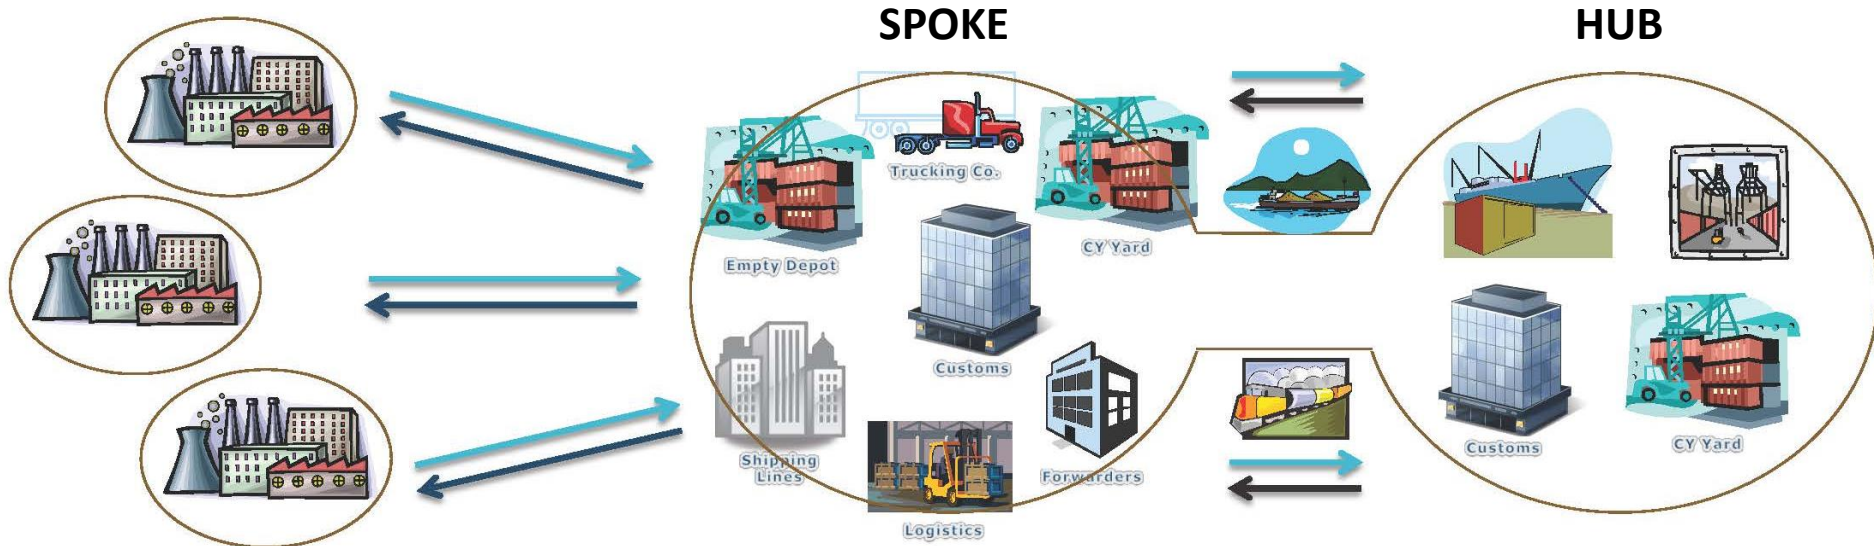 SPOKE
HUB
Trucking Co.
Empty Depot
CY Yard
Customs
Shipping
Lines
Forwarders
Logistics
Customs
CY Yard